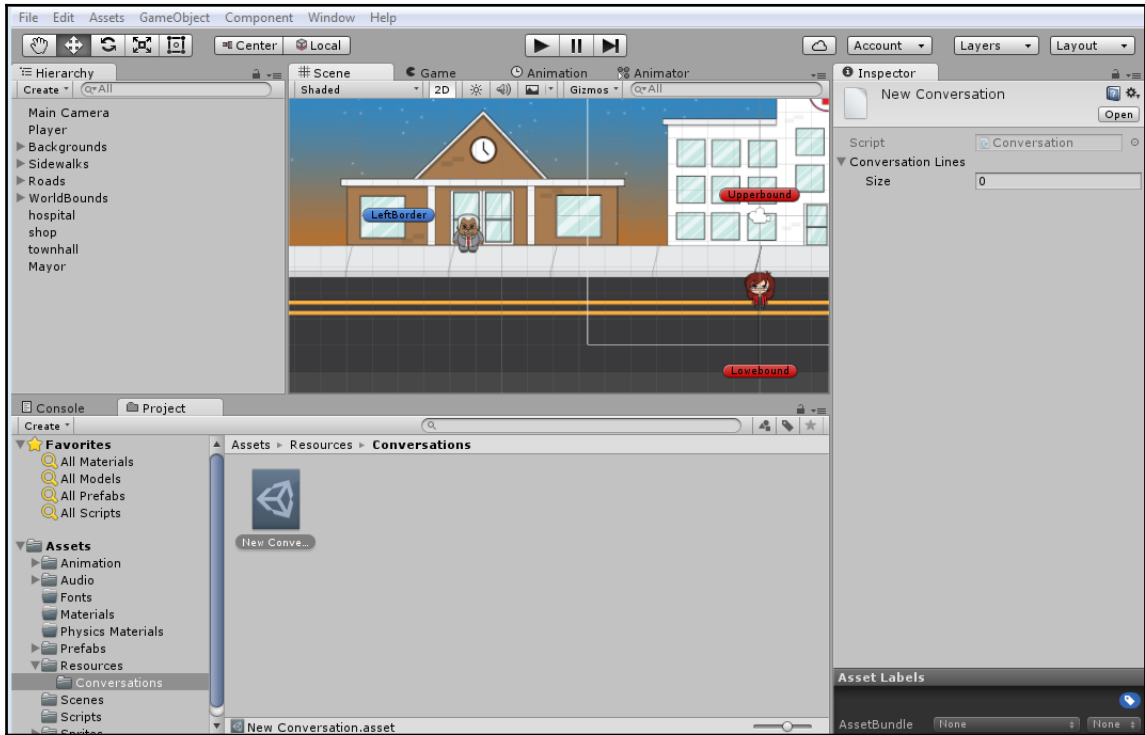 File Edit Assets GameObject Component Window Help
Center Local Account Layers Layout
Hierarchy
Create All
Main Camera
Player
Backgrounds
Sidewalks
Roads
WorldBounds
hospital
shop
townhall
Mayor
Scene Game Animation Animator
Shaded 2D Gizmos All
LeftBorder
Upperbound
Lowebound
Inspector
New Conversation
Open
Script Conversation
Conversation Lines
Size 0
Console Project
Create
Favorites
All Materials
All Models
All Prefabs
All Scripts
Assets
Animation
Audio
Fonts
Materials
Physics Materials
Prefabs
Resources
Conversations
Scenes
Scripts
Sprites
Assets Resources Conversations
New Conve...
New Conversation.asset
Asset Labels
AssetBundle None None